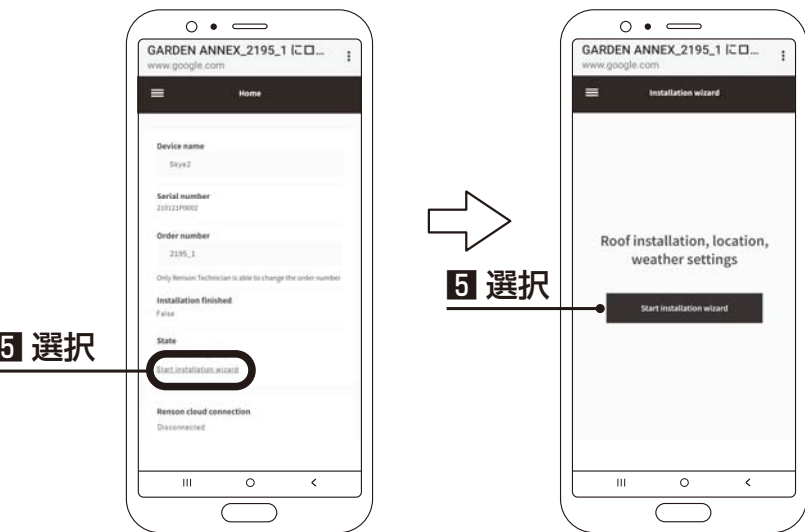 GARDEN ANNEX_2195_1 にロ...
www.google.com
Home
Device name
Skye2
Serial number
210121P0002
Order number
2195_1
Only Renson Technician is able to change the order number
Installation finished
False
State
Start installation wizard
Renson cloud connection
Disconnected
5 選択
5 選択
GARDEN ANNEX_2195_1 にロ...
www.google.com
Installation wizard
Roof installation, location,
weather settings
Start installation wizard